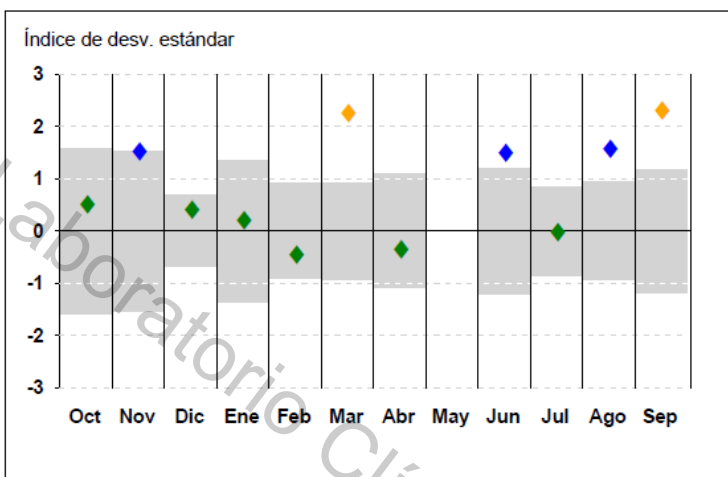 Índice de desv. estándar
3
2
1
0
-1
-2
-3
Oct Nov Dic Ene Feb Mar Abr May Jun Jul Ago Sep
Laboratorio